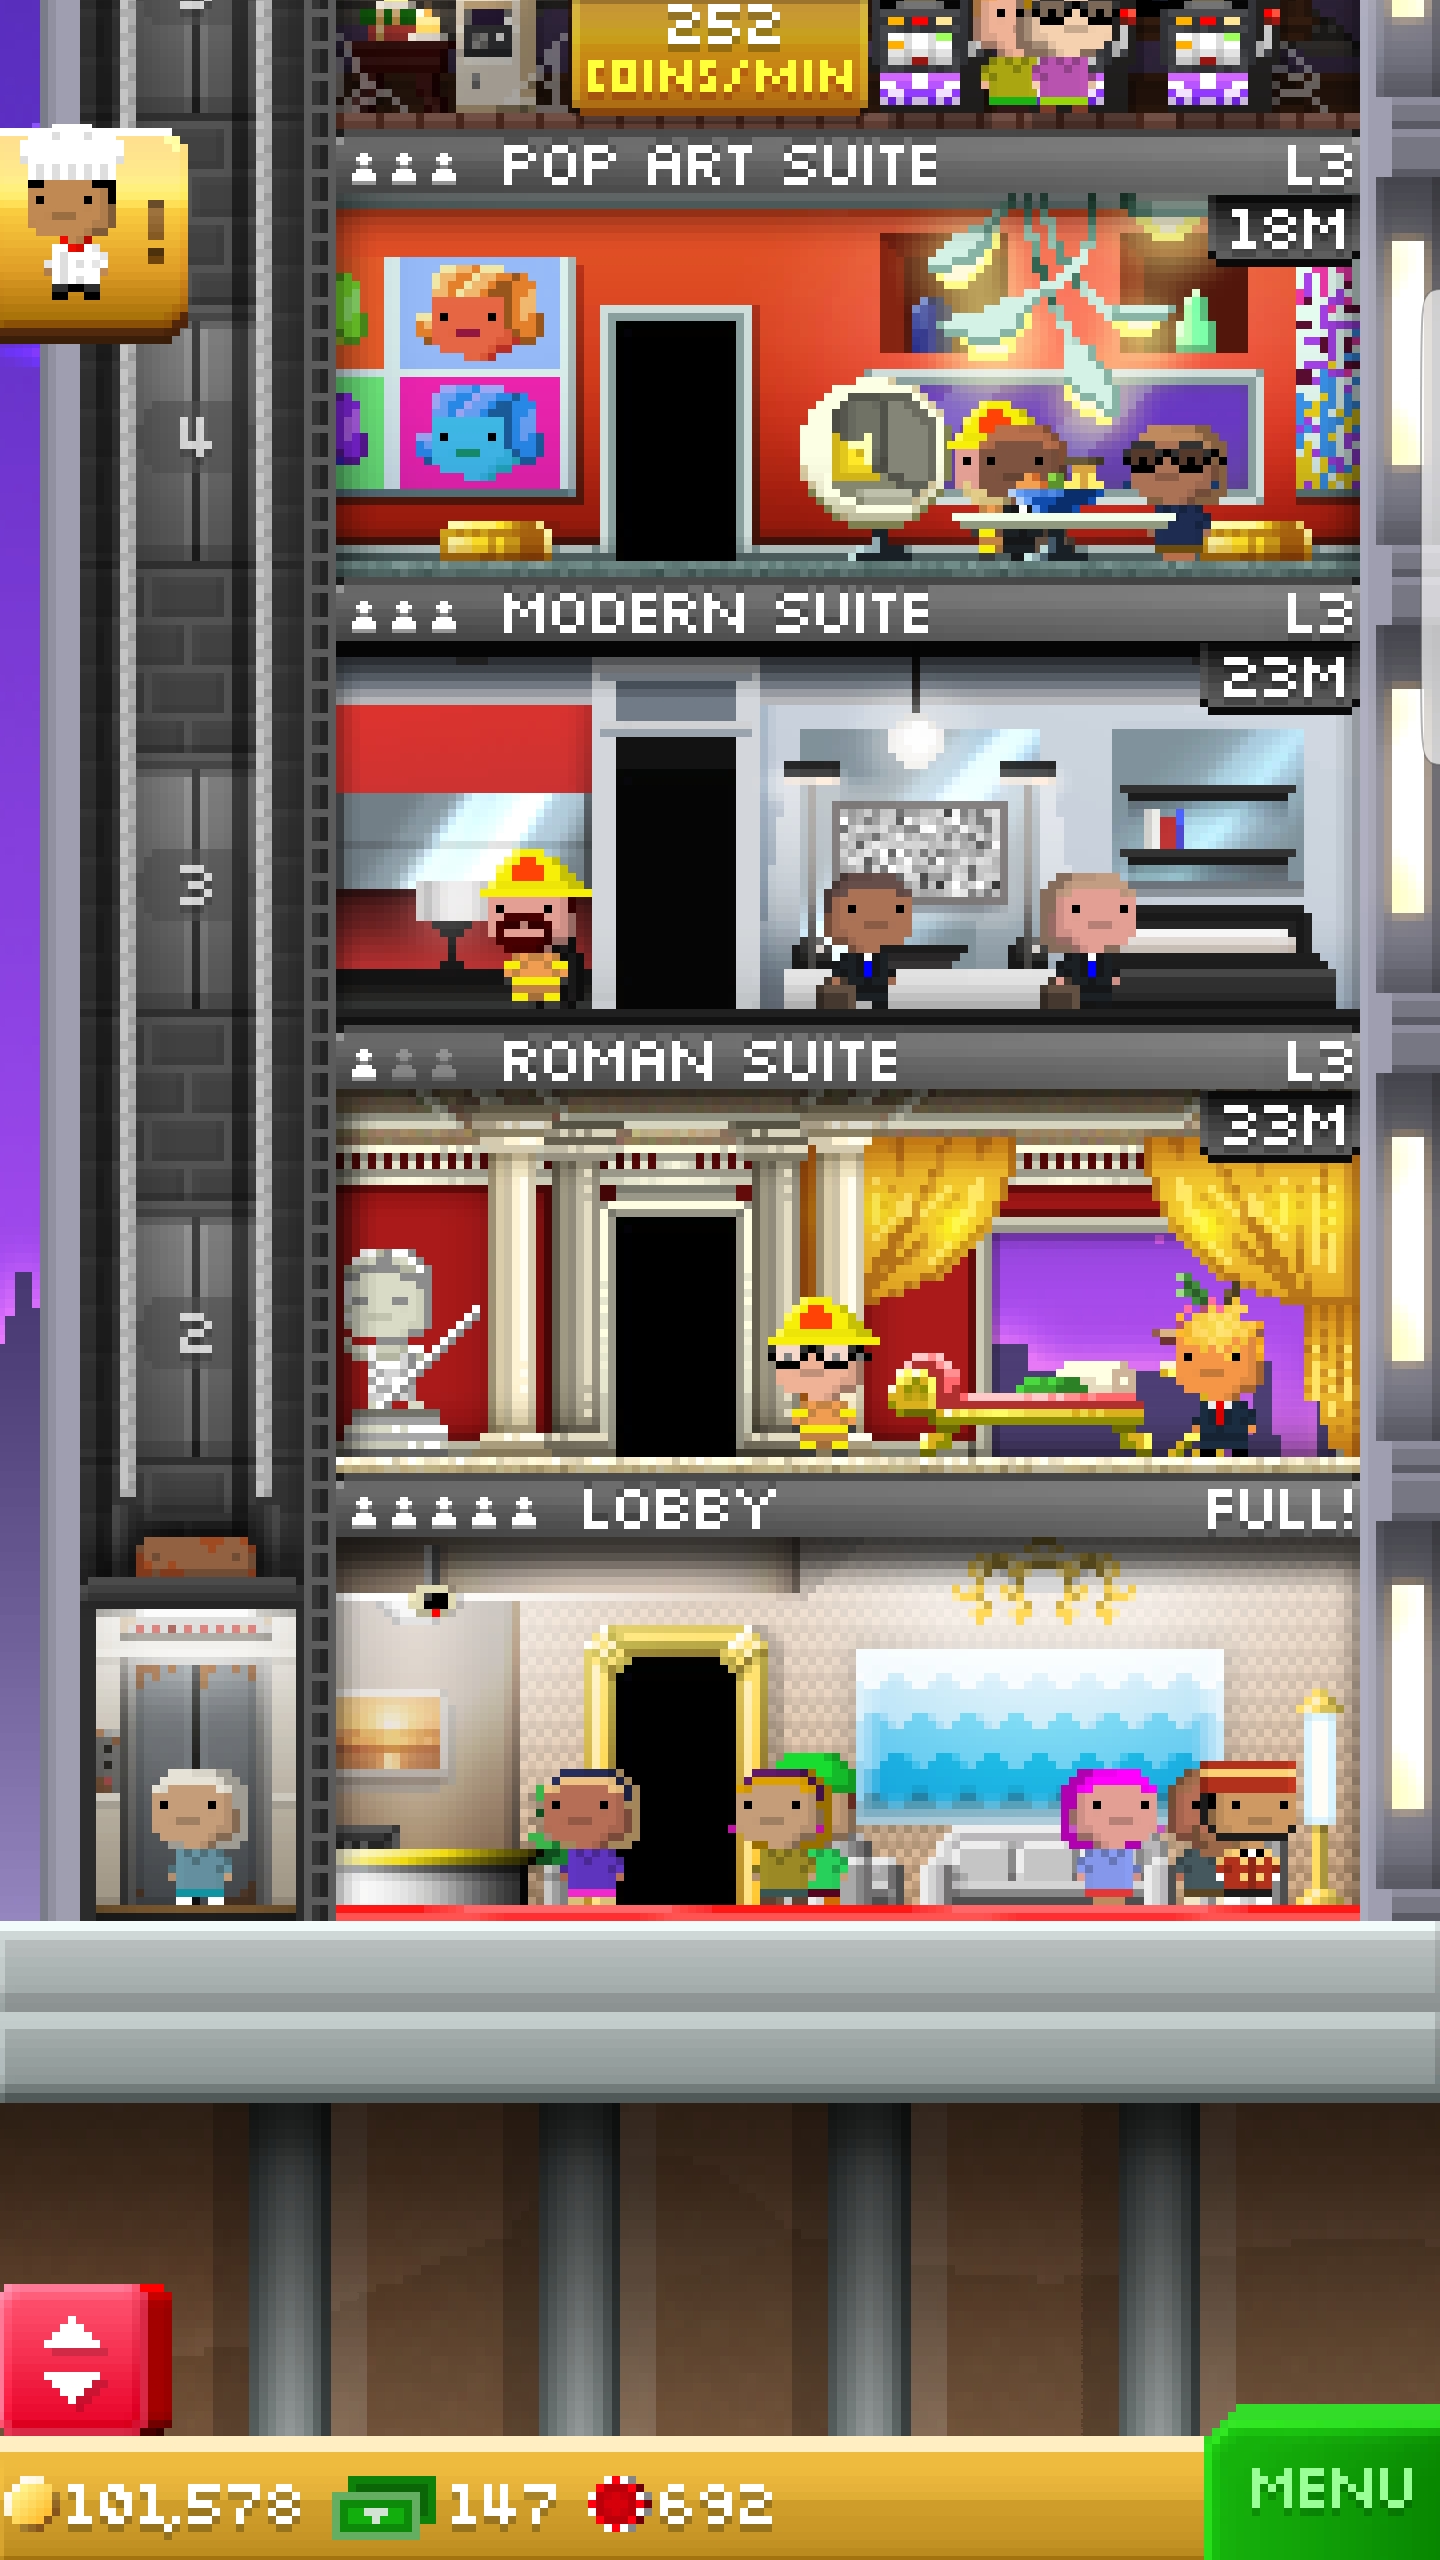 252
COINS/MIN
POP ART SUITE L3
18M
4
MODERN SUITE L3
23M
3
ROMAN SUITE L3
33M
2
LOBBY FULL!
!
101,578 147 692
MENU